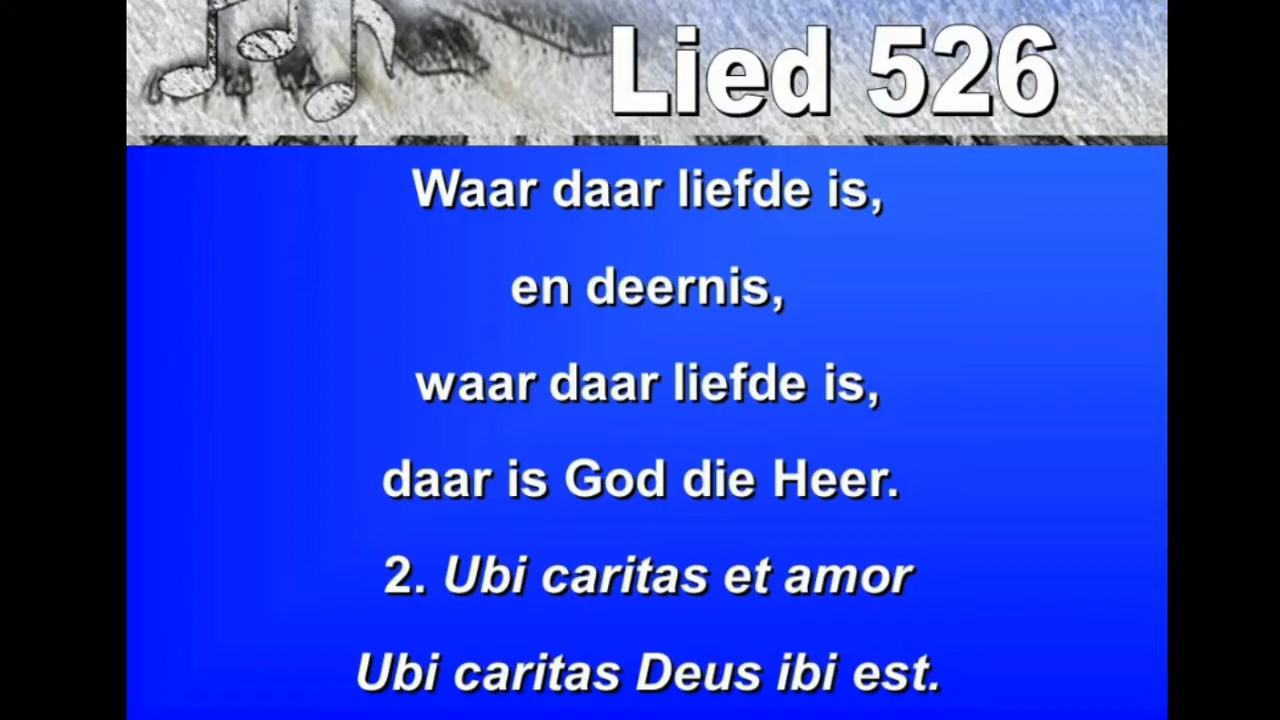 Lied 526
Waar daar liefde is,
en deernis,
waar daar liefde is,
daar is God die Heer.
2. Ubi caritas et amor
Ubi caritas Deus ibi est.